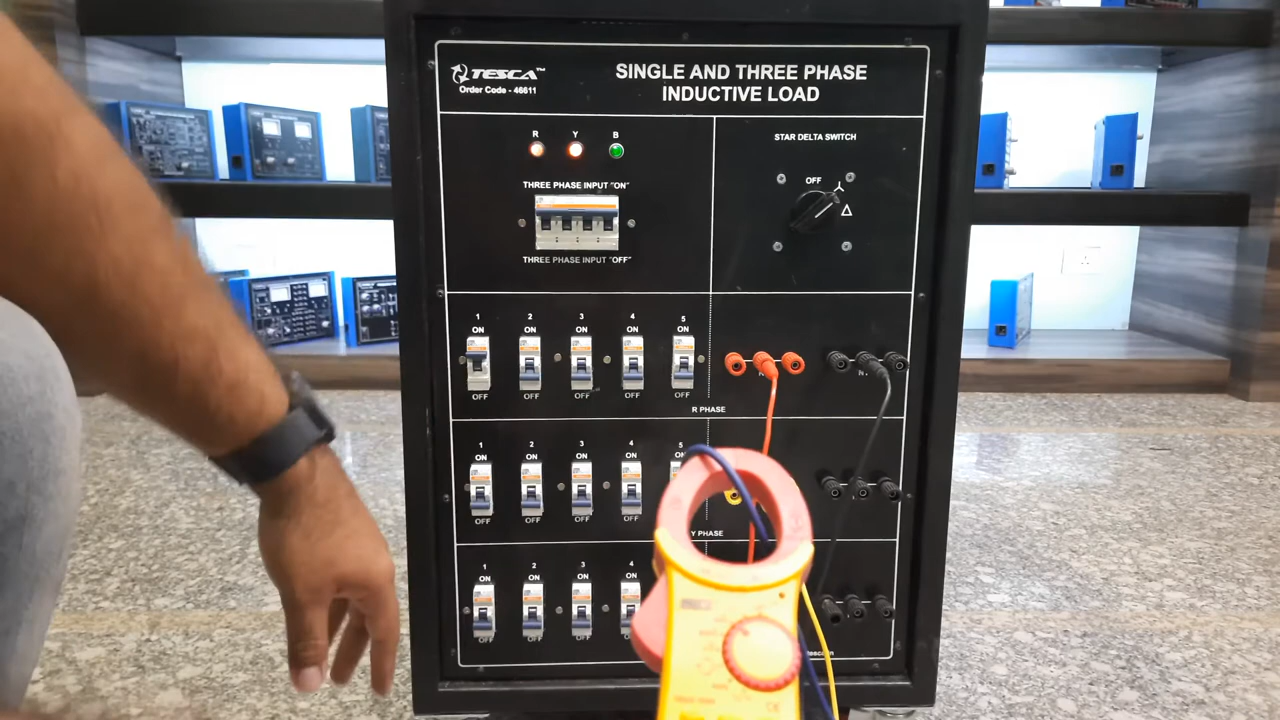 TESCA™
Order Code - 46611
SINGLE AND THREE PHASE
INDUCTIVE LOAD
R Y B
THREE PHASE INPUT "ON"
THREE PHASE INPUT "OFF"
STAR DELTA SWITCH
OFF
1 2 3 4 5
ON ON ON ON ON
OFF OFF OFF OFF OFF
R PHASE
1 2 3 4 5
ON ON ON ON ON
OFF OFF OFF OFF
Y PHASE
1 2 3 4
ON ON ON ON
OFF OFF OFF